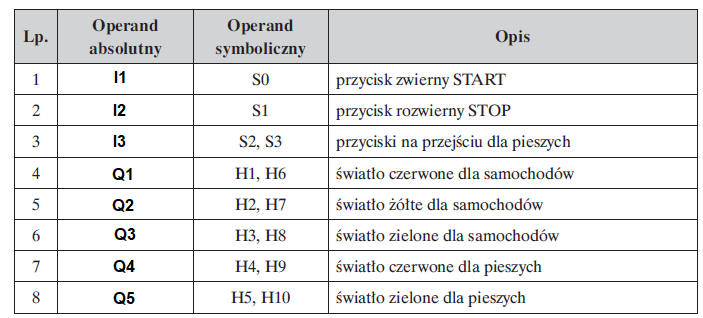 Lp. Operand absolutny Operand symboliczny Opis
1 I1 S0 przycisk zwierny START
2 I2 S1 przycisk rozwierny STOP
3 I3 S2, S3 przyciski na przejściu dla pieszych
4 Q1 H1, H6 światło czerwone dla samochodów
5 Q2 H2, H7 światło żółte dla samochodów
6 Q3 H3, H8 światło zielone dla samochodów
7 Q4 H4, H9 światło czerwone dla pieszych
8 Q5 H5, H10 światło zielone dla pieszych